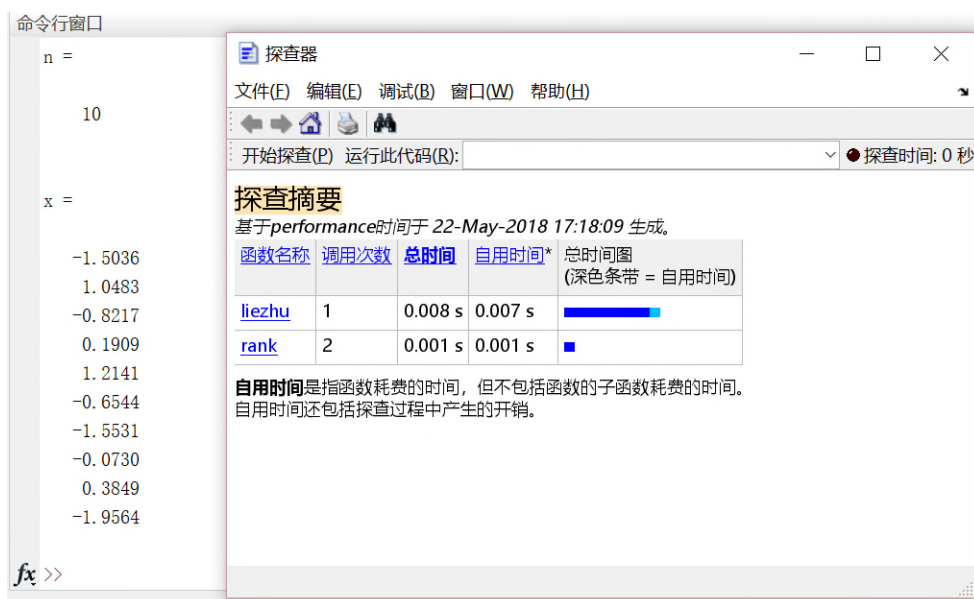 命令行窗口
n =
10
x =
-1.5036
1.0483
-0.8217
0.1909
1.2141
-0.6544
-1.5531
-0.0730
0.3849
-1.9564
fx >>
探查器
文件(F) 编辑(E) 调试(B) 窗口(W) 帮助(H)
开始探查(P) 运行此代码(R): 探查时间: 0 秒
探查摘要
基于performance时间于 22-May-2018 17:18:09 生成。
函数名称 调用次数 总时间 自用时间* 总时间图
(深色条带 = 自用时间)
liezhu 1 0.008 s 0.007 s
rank 2 0.001 s 0.001 s
自用时间是指函数耗费的时间，但不包括函数的子函数耗费的时间。
自用时间还包括探查过程中产生的开销。